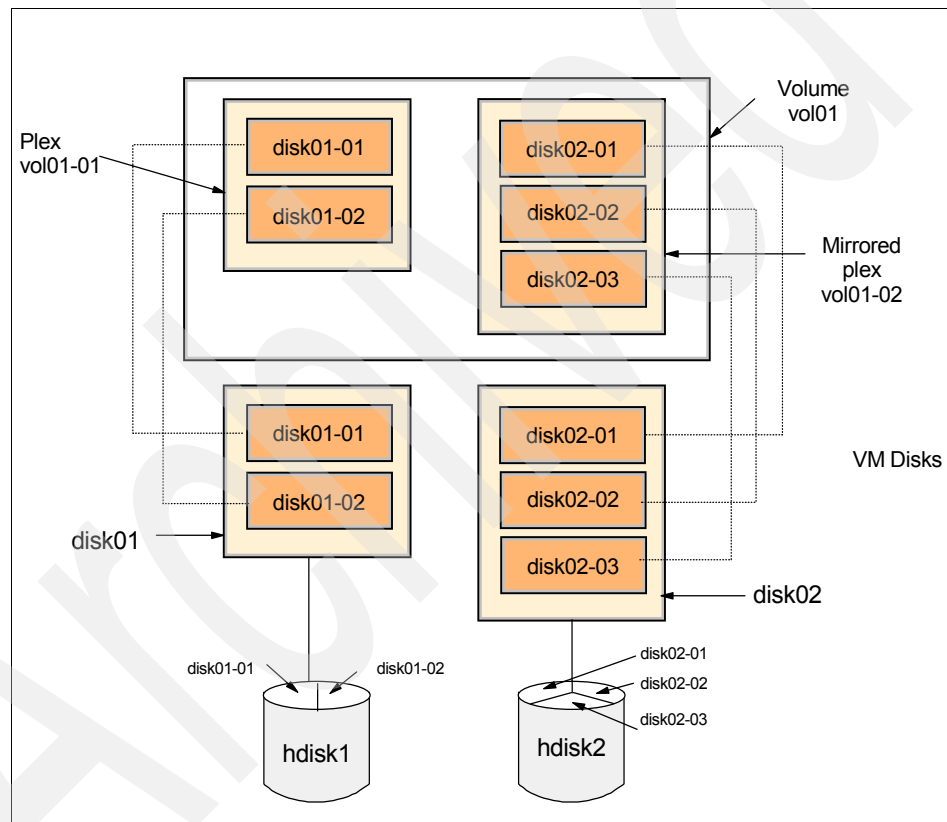 Volume
vol01
Plex
vol01-01
disk01-01
disk01-02
disk02-01
disk02-02
disk02-03
Mirrored
plex
vol01-02
disk01-01
disk01-02
disk01
disk02-01
disk02-02
disk02-03
VM Disks
disk02
disk01-01
disk01-02
hdisk1
disk02-01
disk02-02
disk02-03
hdisk2
Archived